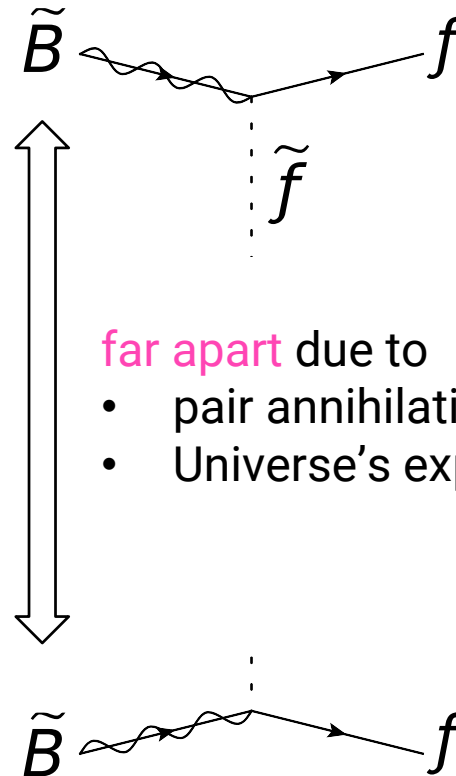 B̃ f
f̃
far apart due to
• pair annihilati
• Universe's exp
B̃ f